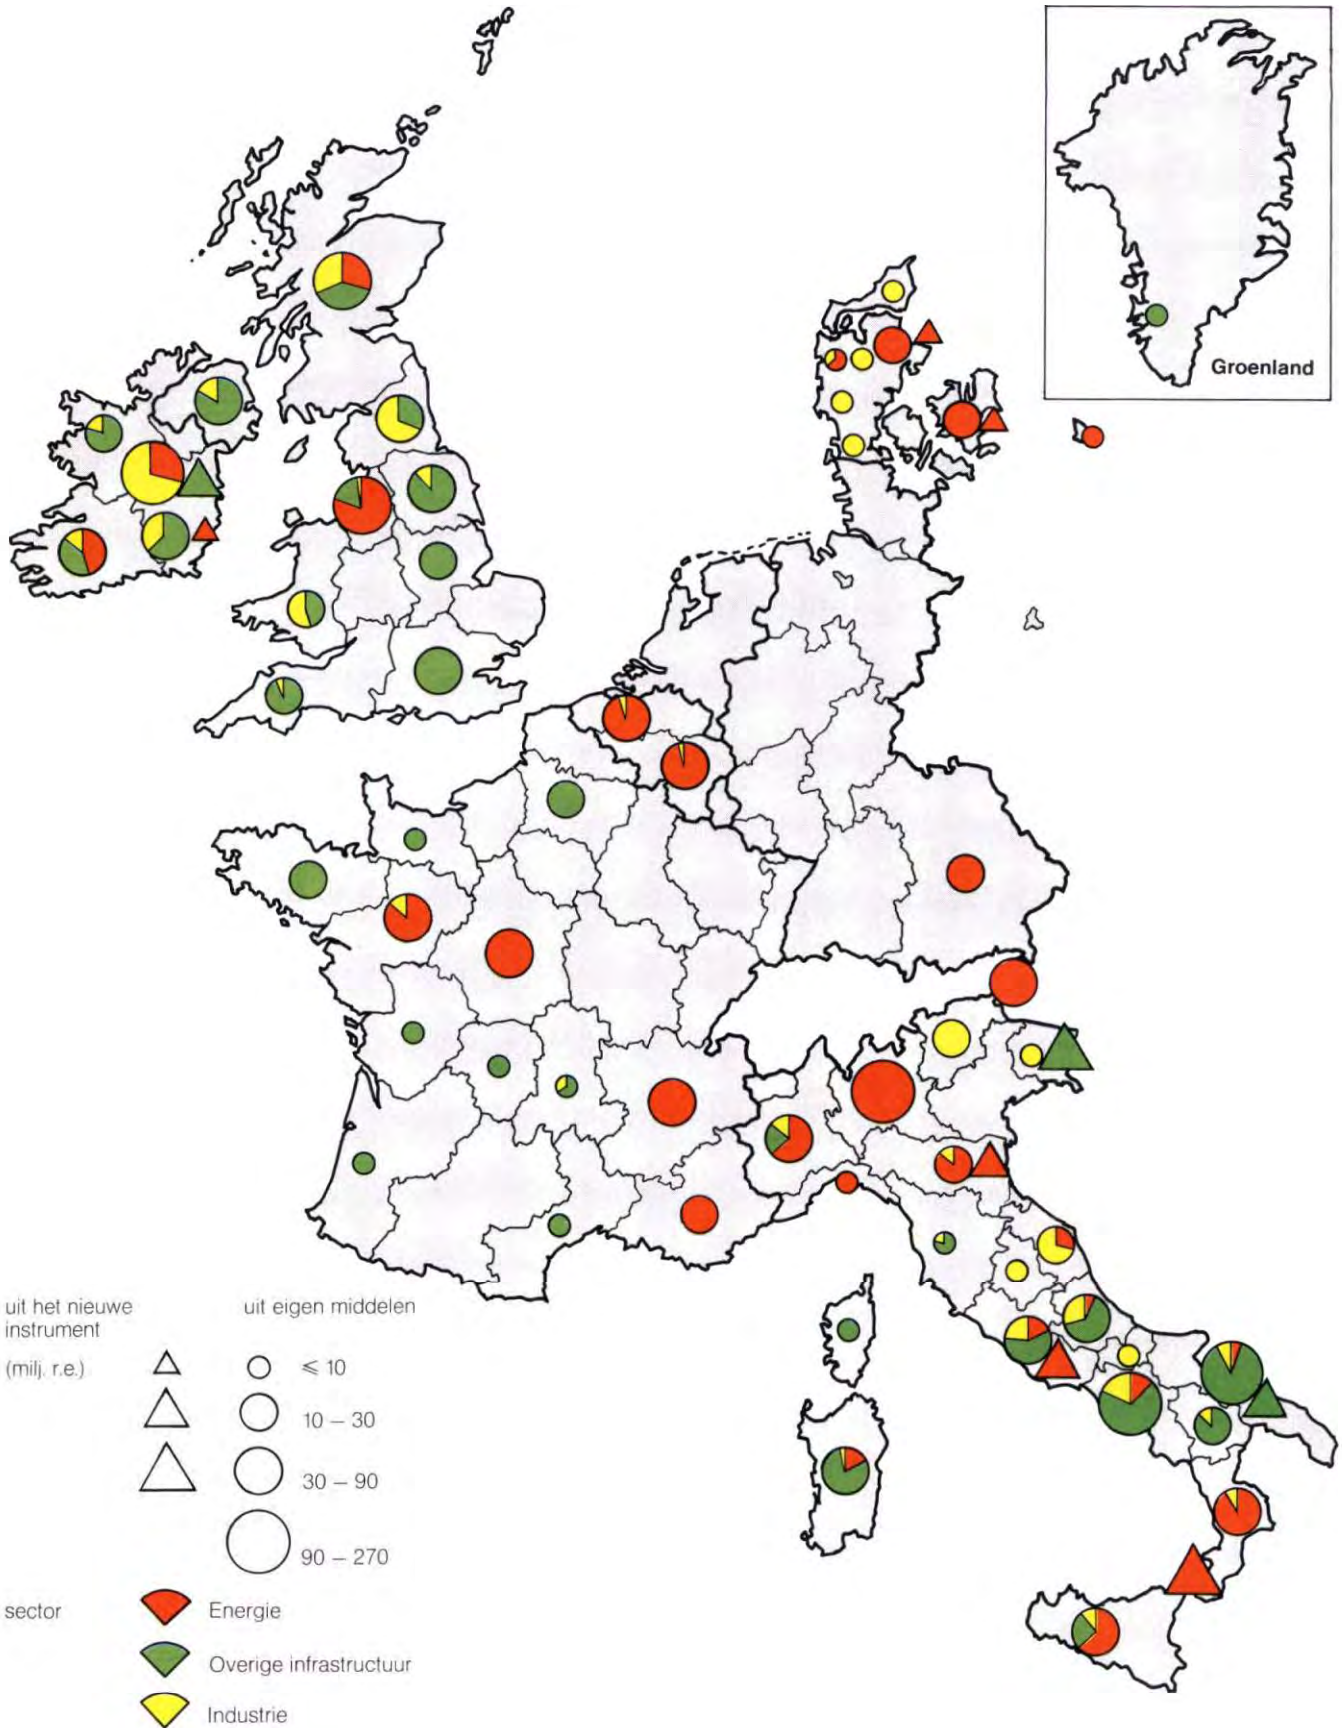 Groenland
uit het nieuwe
instrument
uit eigen middelen
(milj. r.e.)
≤ 10
10 – 30
30 – 90
90 – 270
sector
Energie
Overige infrastructuur
Industrie